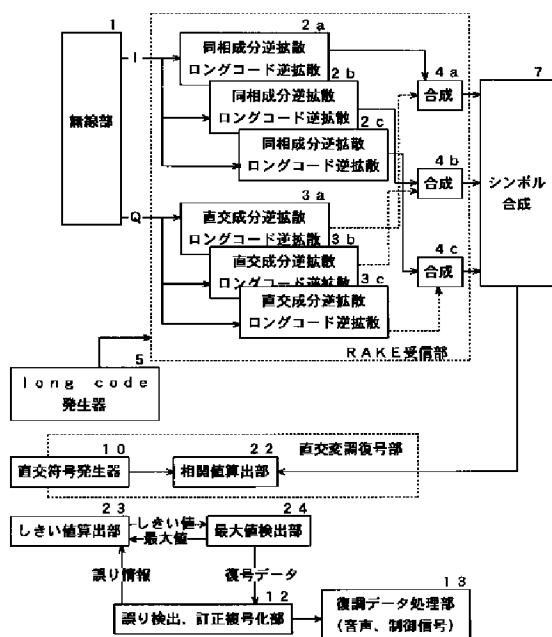 1
無線部
I
Q
2a
同相成分逆拡散
ロングコード逆拡散
2b
同相成分逆拡散
ロングコード逆拡散
2c
同相成分逆拡散
ロングコード逆拡散
3a
直交成分逆拡散
ロングコード逆拡散
3b
直交成分逆拡散
ロングコード逆拡散
3c
直交成分逆拡散
ロングコード逆拡散
4a
合成
4b
合成
4c
合成
RAKE受信部
7
シンボル
合成
5
long code
発生器
直交変調復号部
10
直交符号発生器
22
相関値算出部
23
しきい値算出部
しきい値
最大値
24
最大値検出部
誤り情報
復号データ
12
誤り検出、訂正複号化部
13
復調データ処理部
(音声、制御信号)